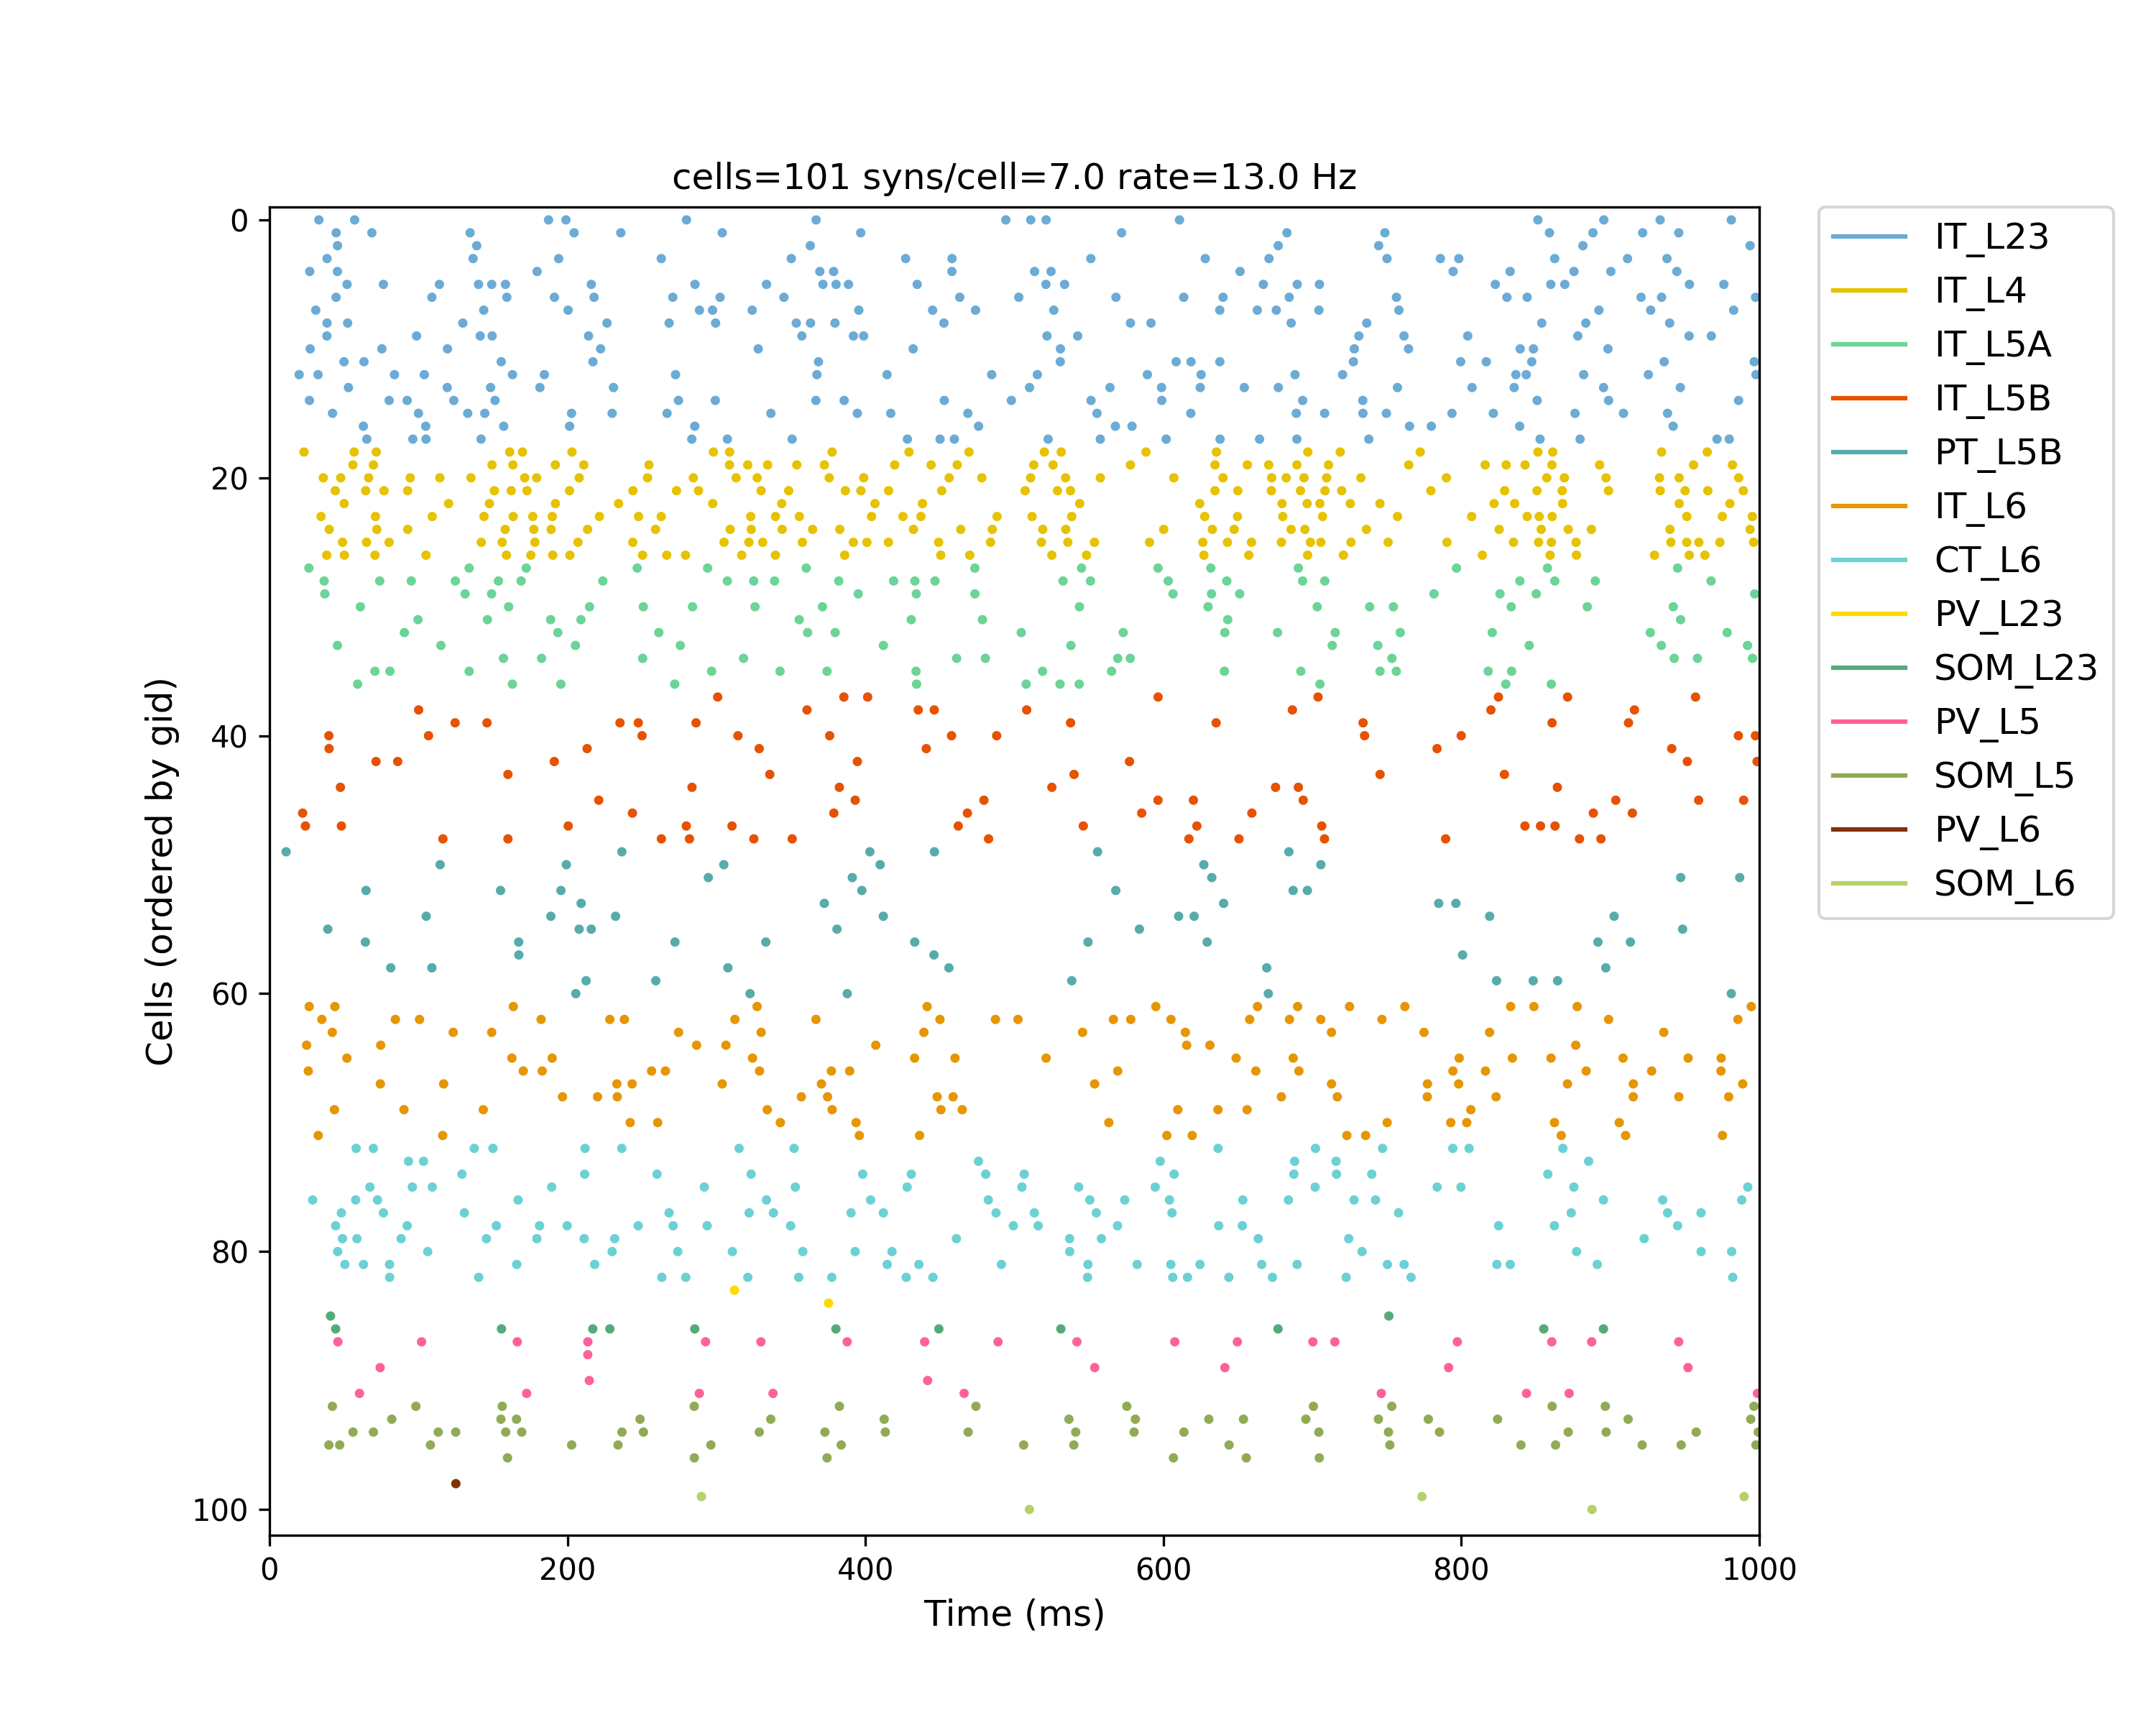 cells=101 syns/cell=7.0 rate=13.0 Hz
0
20
40
60
80
100
Cells (ordered by gid)
0 200 400 600 800 1000
Time (ms)
IT_L23
IT_L4
IT_L5A
IT_L5B
PT_L5B
IT_L6
CT_L6
PV_L23
SOM_L23
PV_L5
SOM_L5
PV_L6
SOM_L6